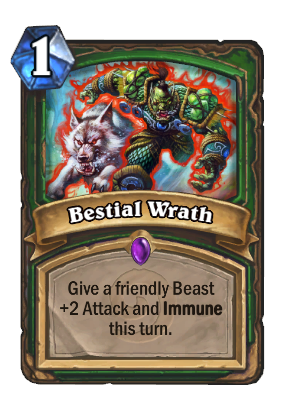 1
Bestial Wrath
Give a friendly Beast
+2 Attack and Immune
this turn.